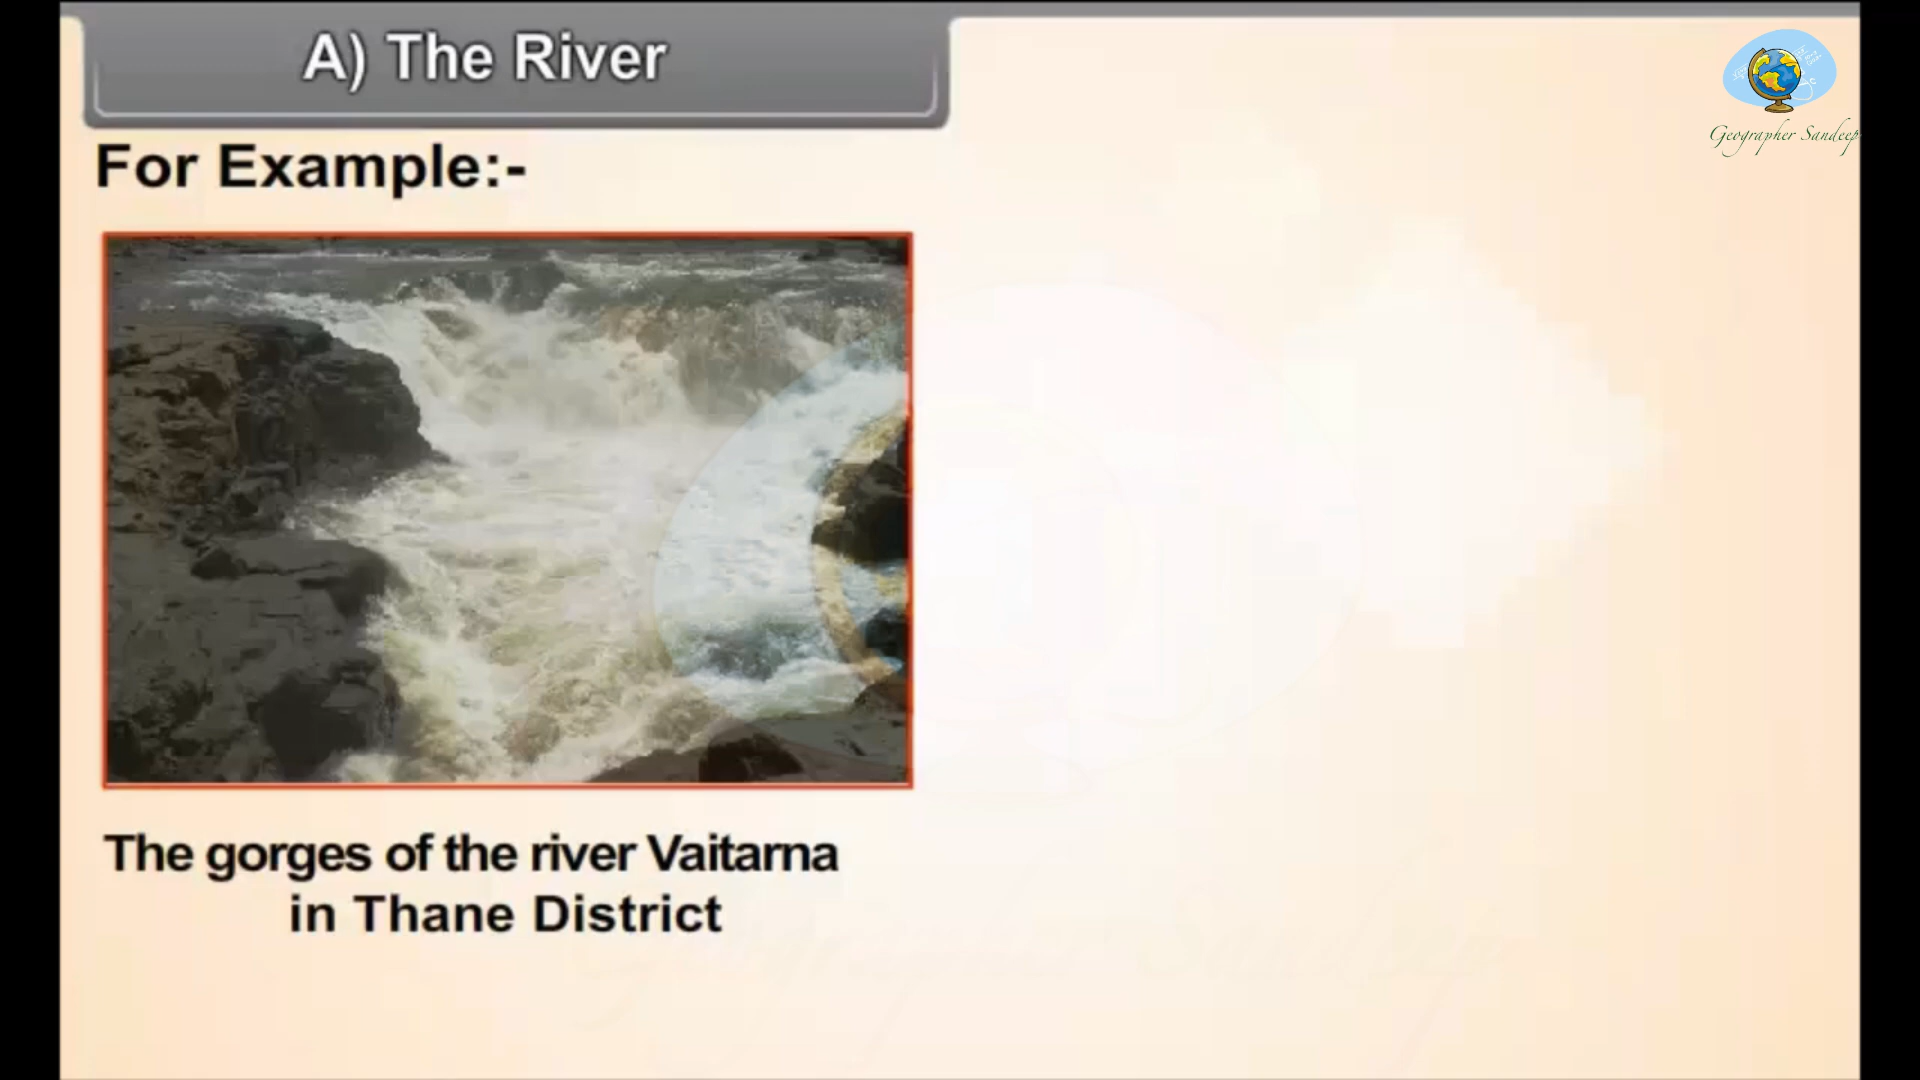 A) The River
Geographer Sandeep
For Example:-
The gorges of the river Vaitarna
in Thane District